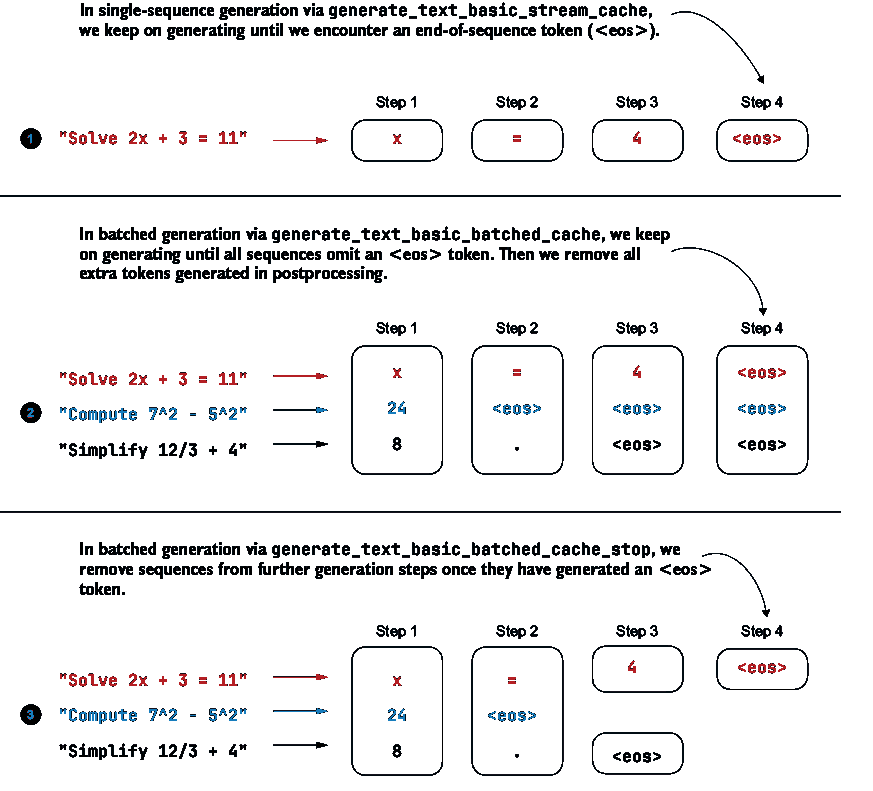 In single-sequence generation via generate_text_basic_stream_cache,
we keep on generating until we encounter an end-of-sequence token (<eos>).
Step 1 Step 2 Step 3 Step 4
1 "Solve 2x + 3 = 11" x = 4 <eos>
In batched generation via generate_text_basic_batched_cache, we keep
on generating until all sequences omit an <eos> token. Then we remove all
extra tokens generated in postprocessing.
Step 1 Step 2 Step 3 Step 4
"Solve 2x + 3 = 11" x = 4 <eos>
2 "Compute 7^2 - 5^2" 24 <eos> <eos> <eos>
"Simplify 12/3 + 4" 8 . <eos> <eos>
In batched generation via generate_text_basic_batched_cache_stop, we
remove sequences from further generation steps once they have generated an <eos>
token.
Step 1 Step 2 Step 3 Step 4
"Solve 2x + 3 = 11" x = 4 <eos>
3 "Compute 7^2 - 5^2" 24 <eos>
"Simplify 12/3 + 4" 8 . <eos>